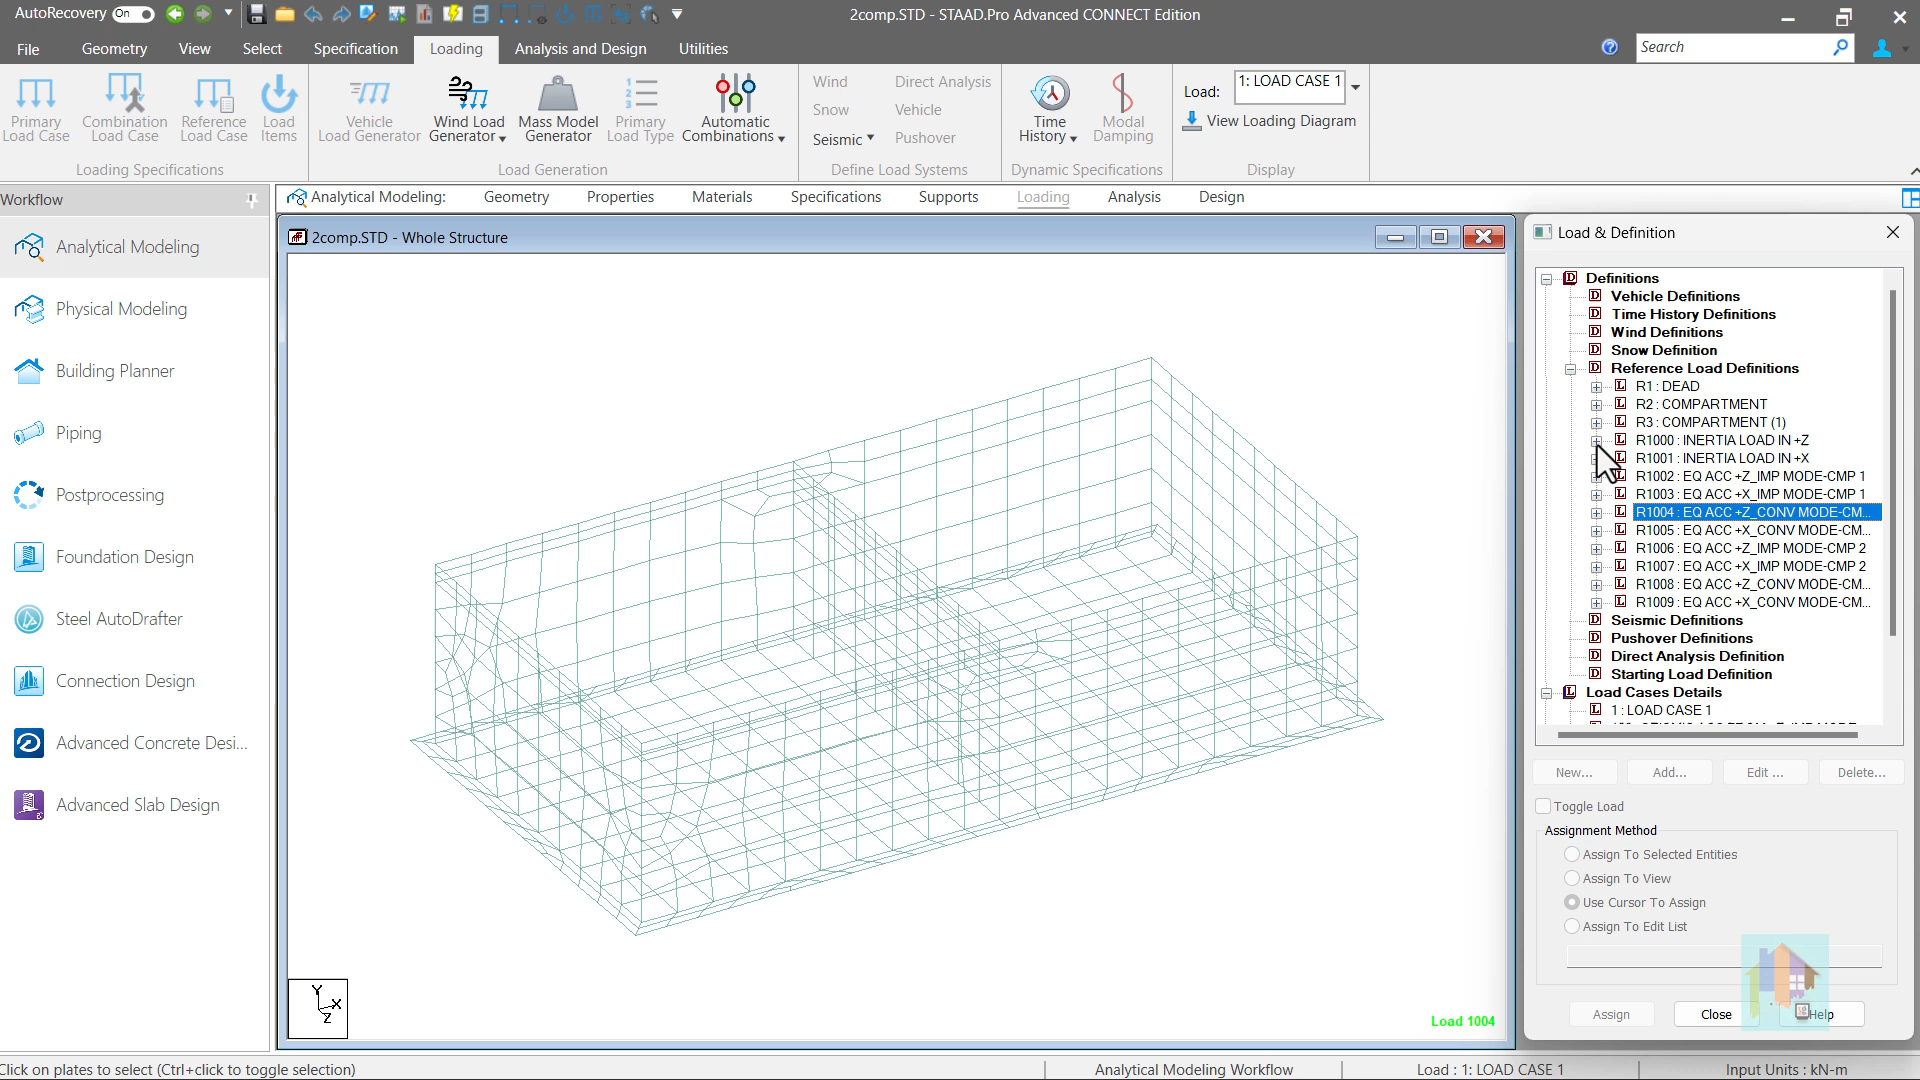 AutoRecovery On
2comp.STD - STAAD.Pro Advanced CONNECT Edition
File Geometry View Select Specification Loading Analysis and Design Utilities
Search
Primary Load Case
Combination Load Case
Reference Load Case
Load Items
Loading Specifications
Vehicle Load Generator
Wind Load Generator
Mass Model Generator
Primary Load Type
Automatic Combinations
Load Generation
Wind
Snow
Seismic
Direct Analysis
Vehicle
Pushover
Define Load Systems
Time History
Modal Damping
Dynamic Specifications
Load: 1: LOAD CASE 1
View Loading Diagram
Display
Workflow
Analytical Modeling: Geometry Properties Materials Specifications Supports Loading Analysis Design
Analytical Modeling
Physical Modeling
Building Planner
Piping
Postprocessing
Foundation Design
Steel AutoDrafter
Connection Design
Advanced Concrete Desi...
Advanced Slab Design
2comp.STD - Whole Structure
Y
X
Z
Load 1004
Load & Definition
Definitions
Vehicle Definitions
Time History Definitions
Wind Definitions
Snow Definition
Reference Load Definitions
R1 : DEAD
R2 : COMPARTMENT
R3 : COMPARTMENT (1)
R1000 : INERTIA LOAD IN +Z
R1001 : INERTIA LOAD IN +X
R1002 : EQ ACC +Z_IMP MODE-CMP 1
R1003 : EQ ACC +X_IMP MODE-CMP 1
R1004 : EQ ACC +Z_CONV MODE-CM...
R1005 : EQ ACC +X_CONV MODE-CM...
R1006 : EQ ACC +Z_IMP MODE-CMP 2
R1007 : EQ ACC +X_IMP MODE-CMP 2
R1008 : EQ ACC +Z_CONV MODE-CM...
R1009 : EQ ACC +X_CONV MODE-CM...
Seismic Definitions
Pushover Definitions
Direct Analysis Definition
Starting Load Definition
Load Cases Details
1 : LOAD CASE 1
New... Add... Edit ... Delete...
Toggle Load
Assignment Method
Assign To Selected Entities
Assign To View
Use Cursor To Assign
Assign To Edit List
Assign Close Help
Click on plates to select (Ctrl+click to toggle selection)
Analytical Modeling Workflow
Load : 1: LOAD CASE 1
Input Units : kN-m